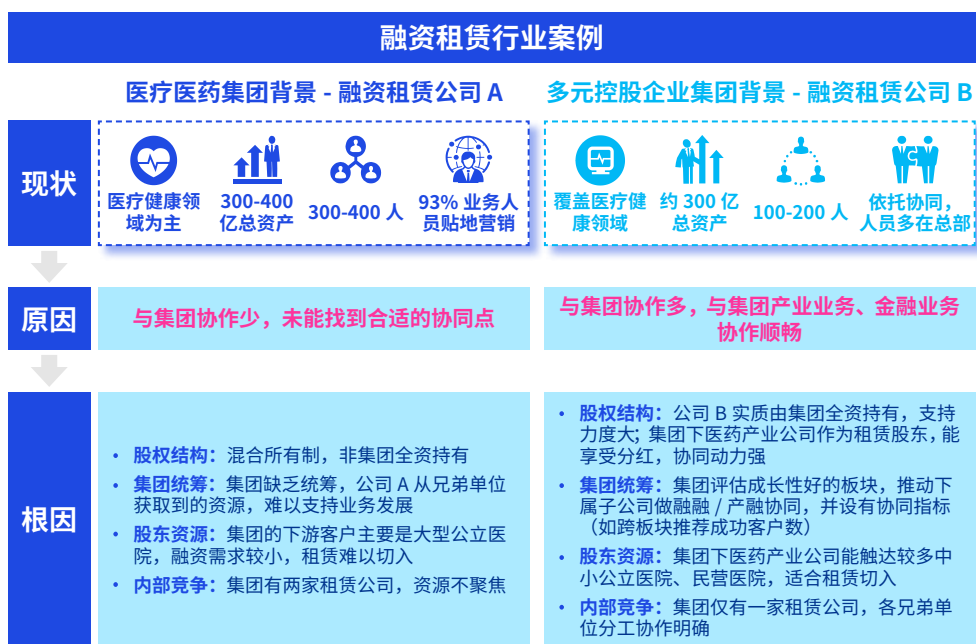 融资租赁行业案例
医疗医药集团背景 - 融资租赁公司 A
多元控股企业集团背景 - 融资租赁公司 B
现状
医疗健康领
域为主
300-400
亿总资产
300-400 人
93% 业务人
员贴地营销
覆盖医疗健
康领域
约 300 亿
总资产
100-200 人
依托协同，
人员多在总部
原因
与集团协作少，未能找到合适的协同点
与集团协作多，与集团产业业务、金融业务
协作顺畅
根因
• 股权结构：混合所有制，非集团全资持有
• 集团统筹：集团缺乏统筹，公司 A 从兄弟单位
获取到的资源，难以支持业务发展
• 股东资源：集团的下游客户主要是大型公立医
院，融资需求较小，租赁难以切入
• 内部竞争：集团有两家租赁公司，资源不聚焦
• 股权结构：公司 B 实质由集团全资持有，支持
力度大；集团下医药产业公司作为租赁股东，能
享受分红，协同动力强
• 集团统筹：集团评估成长性好的板块，推动下
属子公司做融融 / 产融协同，并设有协同指标
（如跨板块推荐成功客户数）
• 股东资源：集团下医药产业公司能触达较多中
小公立医院、民营医院，适合租赁切入
• 内部竞争：集团仅有一家租赁公司，各兄弟单
位分工协作明确